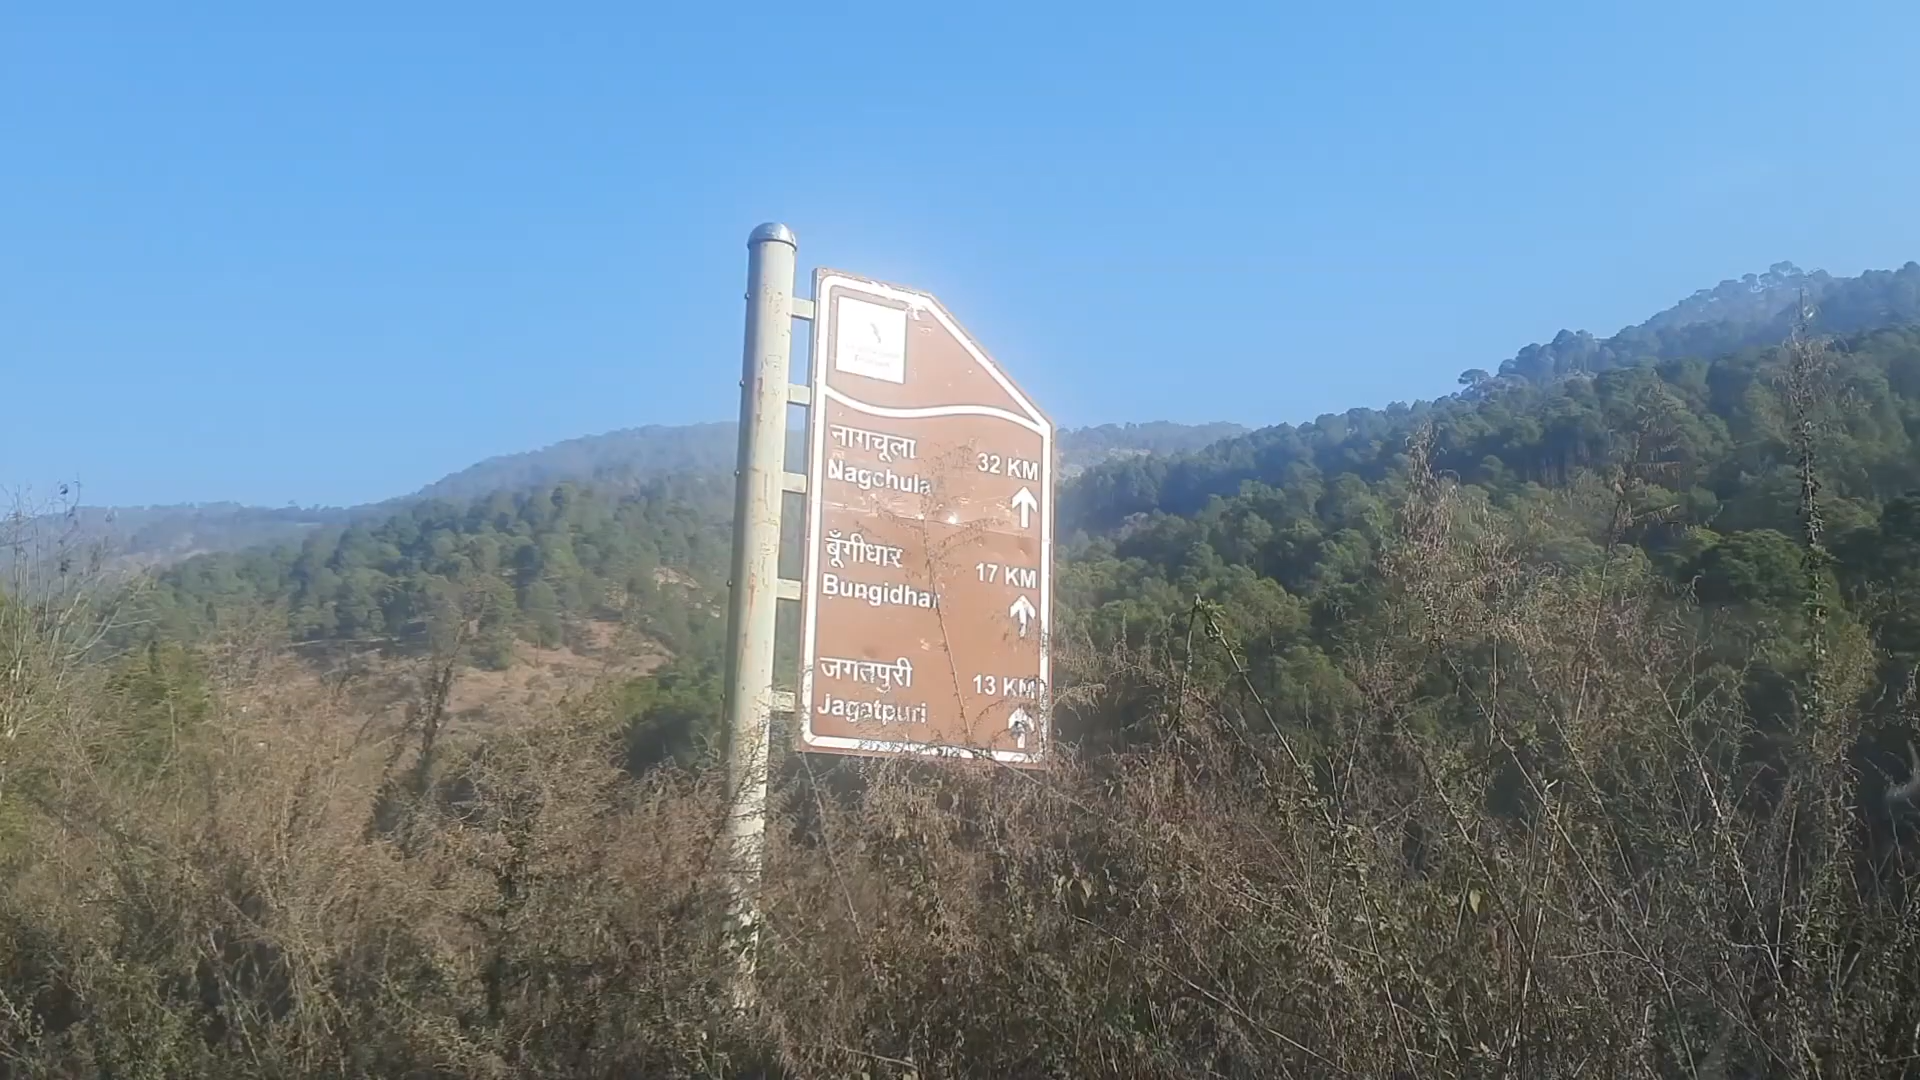 नागचूला
Nagchula
32 KM
बूँगीधार
Bungidhar
17 KM
जगतपुरी
Jagatpuri
13 KM